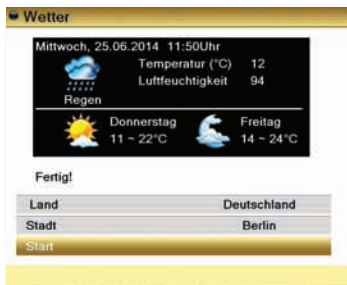 Wetter
Mittwoch, 25.06.2014 11:50Uhr
Temperatur (°C) 12
Luftfeuchtigkeit 94
Regen
Donnerstag Freitag
11 ~ 22°C 14 ~ 24°C
Fertig!
Land Deutschland
Stadt Berlin
Start